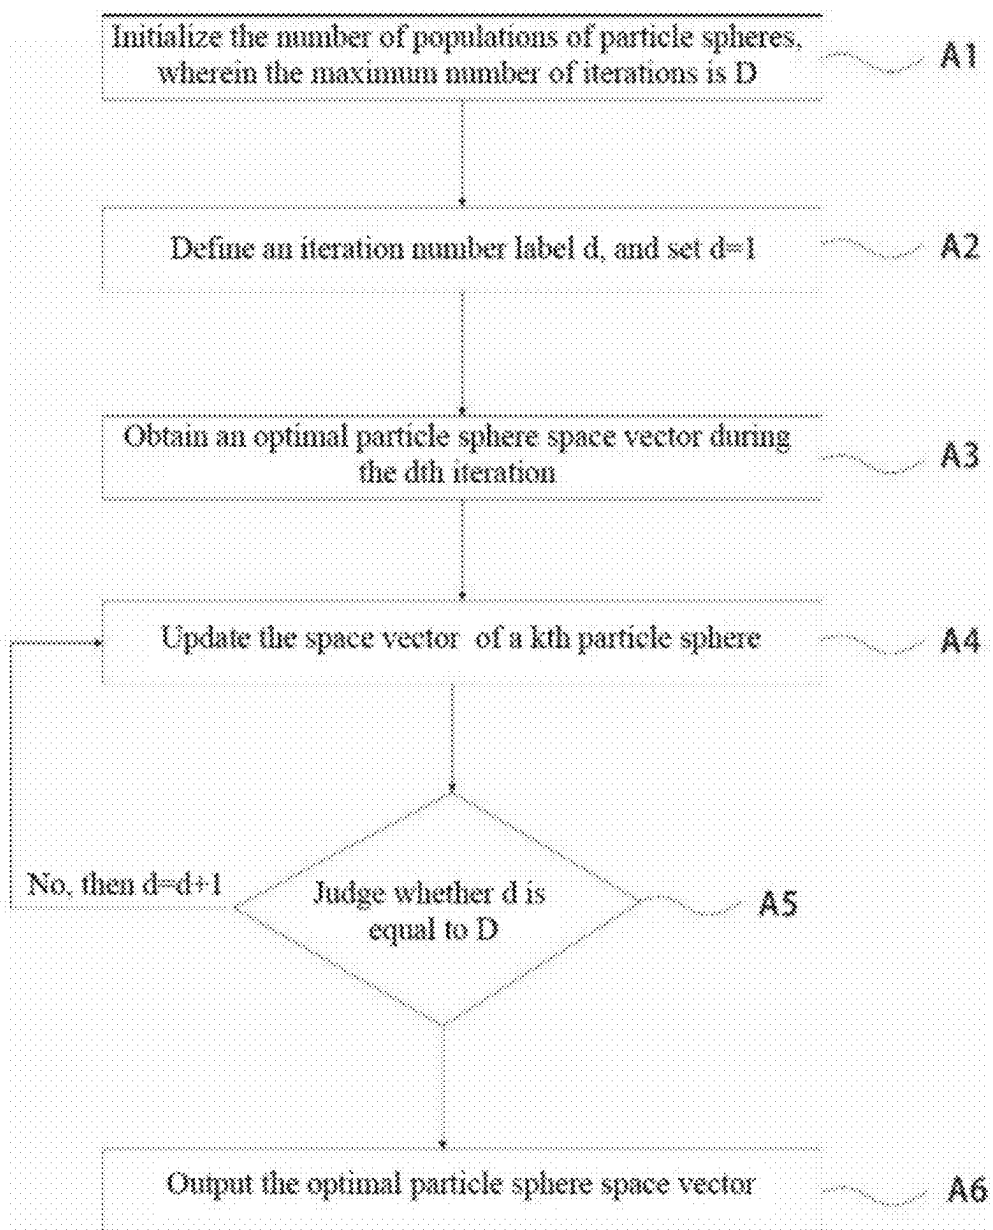 Initialize the number of populations of particle spheres,
wherein the maximum number of iterations is D
A1
Define an iteration number label d, and set d=1
A2
Obtain an optimal particle sphere space vector during
the dth iteration
A3
Update the space vector of a kth particle sphere
A4
No, then d=d+1
Judge whether d is
equal to D
A5
Output the optimal particle sphere space vector
A6